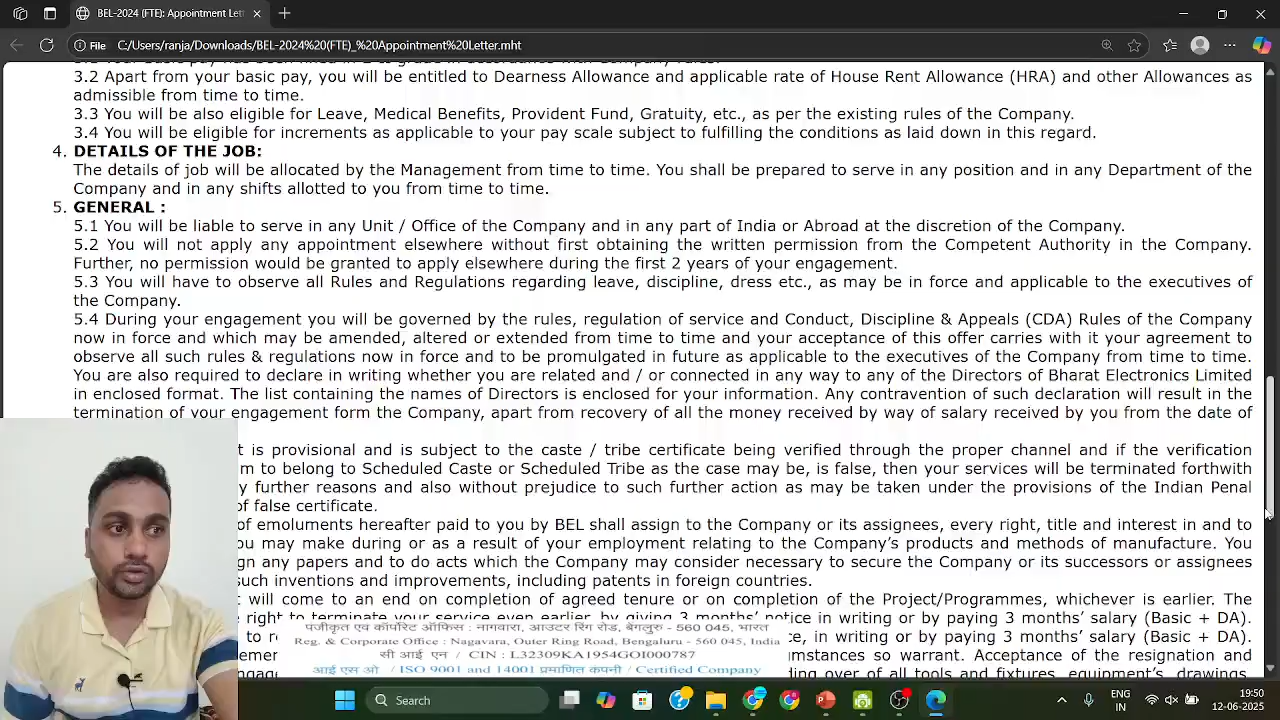 BEL-2024 (FTE): Appointment Let
File C:/Users/ranja/Downloads/BEL-2024%20(FTE)_%20Appointment%20Letter.mht
3.2 Apart from your basic pay, you will be entitled to Dearness Allowance and applicable rate of House Rent Allowance (HRA) and other Allowances as
admissible from time to time.
3.3 You will be also eligible for Leave, Medical Benefits, Provident Fund, Gratuity, etc., as per the existing rules of the Company.
3.4 You will be eligible for increments as applicable to your pay scale subject to fulfilling the conditions as laid down in this regard.
4. DETAILS OF THE JOB:
The details of job will be allocated by the Management from time to time. You shall be prepared to serve in any position and in any Department of the
Company and in any shifts allotted to you from time to time.
5. GENERAL :
5.1 You will be liable to serve in any Unit / Office of the Company and in any part of India or Abroad at the discretion of the Company.
5.2 You will not apply any appointment elsewhere without first obtaining the written permission from the Competent Authority in the Company.
Further, no permission would be granted to apply elsewhere during the first 2 years of your engagement.
5.3 You will have to observe all Rules and Regulations regarding leave, discipline, dress etc., as may be in force and applicable to the executives of
the Company.
5.4 During your engagement you will be governed by the rules, regulation of service and Conduct, Discipline & Appeals (CDA) Rules of the Company
now in force and which may be amended, altered or extended from time to time and your acceptance of this offer carries with it your agreement to
observe all such rules & regulations now in force and to be promulgated in future as applicable to the executives of the Company from time to time.
You are also required to declare in writing whether you are related and / or connected in any way to any of the Directors of Bharat Electronics Limited
in enclosed format. The list containing the names of Directors is enclosed for your information. Any contravention of such declaration will result in the
termination of your engagement form the Company, apart from recovery of all the money received by way of salary received by you from the date of
t is provisional and is subject to the caste / tribe certificate being verified through the proper channel and if the verification
m to belong to Scheduled Caste or Scheduled Tribe as the case may be, is false, then your services will be terminated forthwith
y further reasons and also without prejudice to such further action as may be taken under the provisions of the Indian Penal
of false certificate.
of emoluments hereafter paid to you by BEL shall assign to the Company or its assignees, every right, title and interest in and to
ou may make during or as a result of your employment relating to the Company's products and methods of manufacture. You
gn any papers and to do acts which the Company may consider necessary to secure the Company or its successors or assignees
such inventions and improvements, including patents in foreign countries.
t will come to an end on completion of agreed tenure or on completion of the Project/Programmes, whichever is earlier. The
right to terminate your service even earlier by giving 3 months' notice in writing or by paying 3 months' salary (Basic + DA).
to r ce, in writing or by paying 3 months' salary (Basic + DA).
emer mstances so warrant. Acceptance of the resignation and
ngage ding over of all tools and fixtures, equipment's, drawings,
पंजीकृत एवं कॉर्पोरेट ऑफिस : नागवारा, आउटर रिंग रोड, बेंगलुरु - 560 045, भारत
Reg. & Corporate Office : Nagavara, Outer Ring Road, Bengaluru - 560 045, India
सी आई एन / CIN : L32309KA1954GOI000787
आई एस ओ / ISO 9001 and 14001 प्रमाणित कंपनी / Certified Company
Search
ENG
IN
19:50
12-06-2025